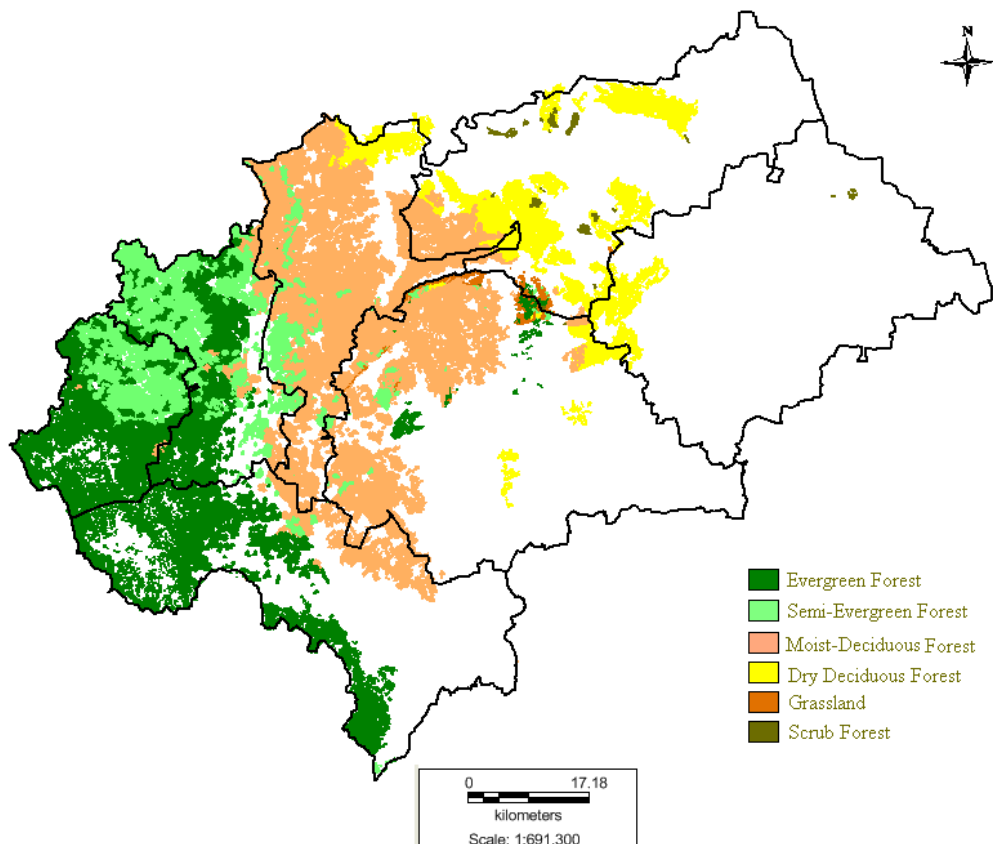 N
Evergreen Forest
Semi-Evergreen Forest
Moist-Deciduous Forest
Dry Deciduous Forest
Grassland
Scrub Forest
0 17.18
kilometers
Scale: 1:691,300